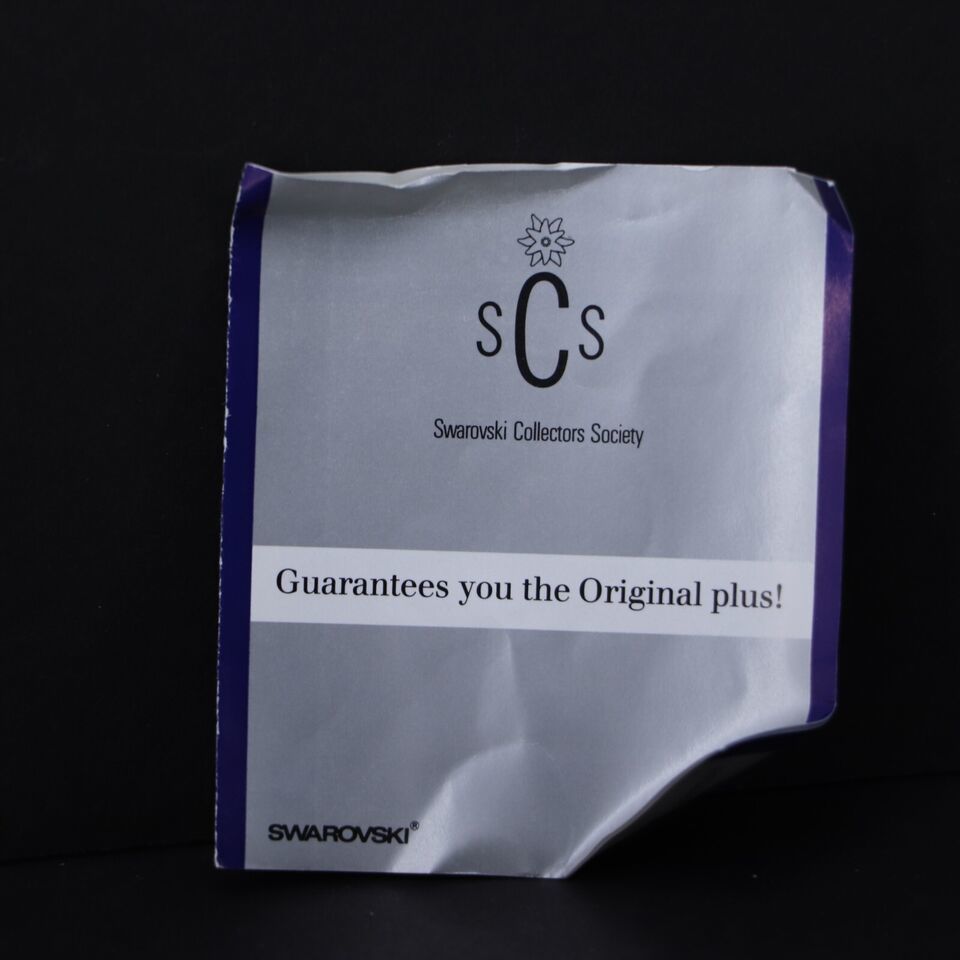 SCS
Swarovski Collectors Society
Guarantees you the Original plus!
SWAROVSKI®